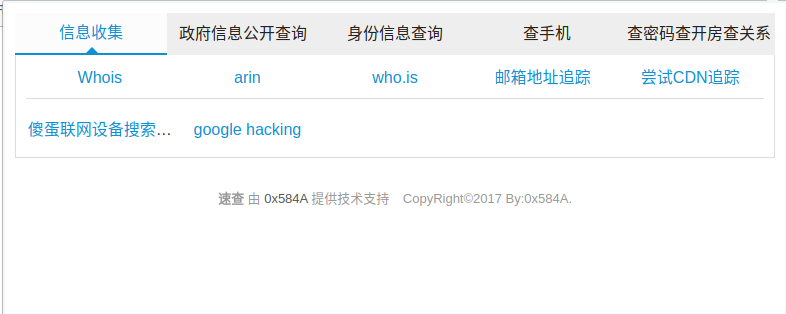 信息收集 政府信息公开查询 身份信息查询 查手机 查密码查开房查关系
Whois arin who.is 邮箱地址追踪 尝试CDN追踪
傻蛋联网设备搜索... google hacking
速查 由 0x584A 提供技术支持 CopyRight©2017 By:0x584A.